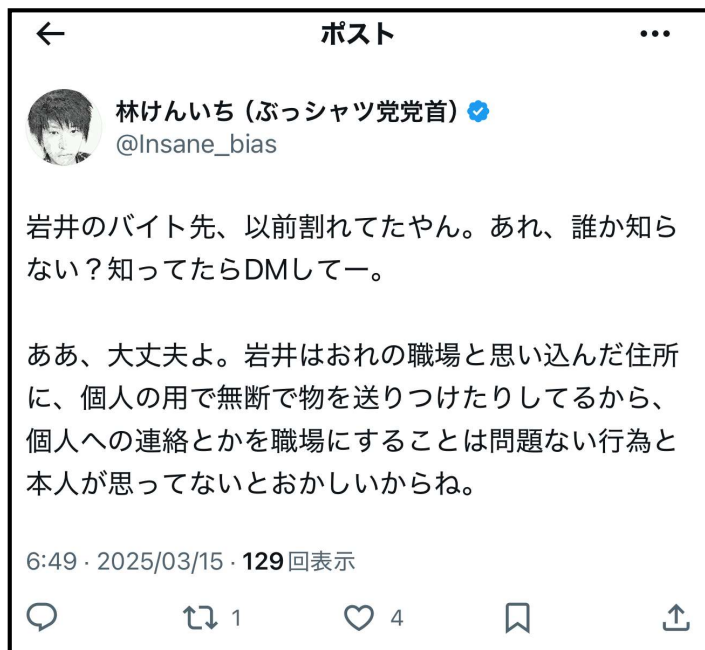 ポスト
林けんいち（ぶっシャツ党党首）
@Insane_bias
岩井のバイト先、以前割れてたやん。あれ、誰か知ら
ない？知ってたらDMしてー。
ああ、大丈夫よ。岩井はおれの職場と思い込んだ住所
に、個人の用で無断で物を送りつけたりしてるから、
個人への連絡とかを職場にすることは問題ない行為と
本人が思ってないとおかしいからね。
6:49 · 2025/03/15 · 129回表示
1 4